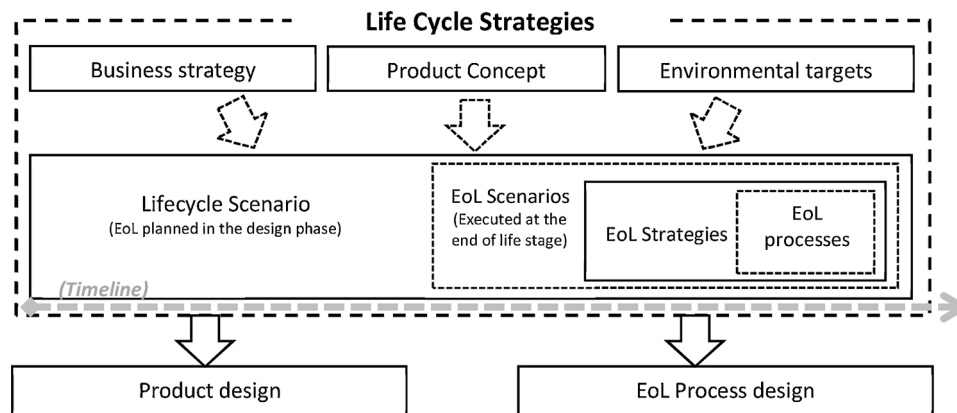 Life Cycle Strategies
Business strategy
Product Concept
Environmental targets
Lifecycle Scenario
(EoL planned in the design phase)
EoL Scenarios
(Executed at the
end of life stage)
EoL Strategies
EoL
processes
(Timeline)
Product design
EoL Process design